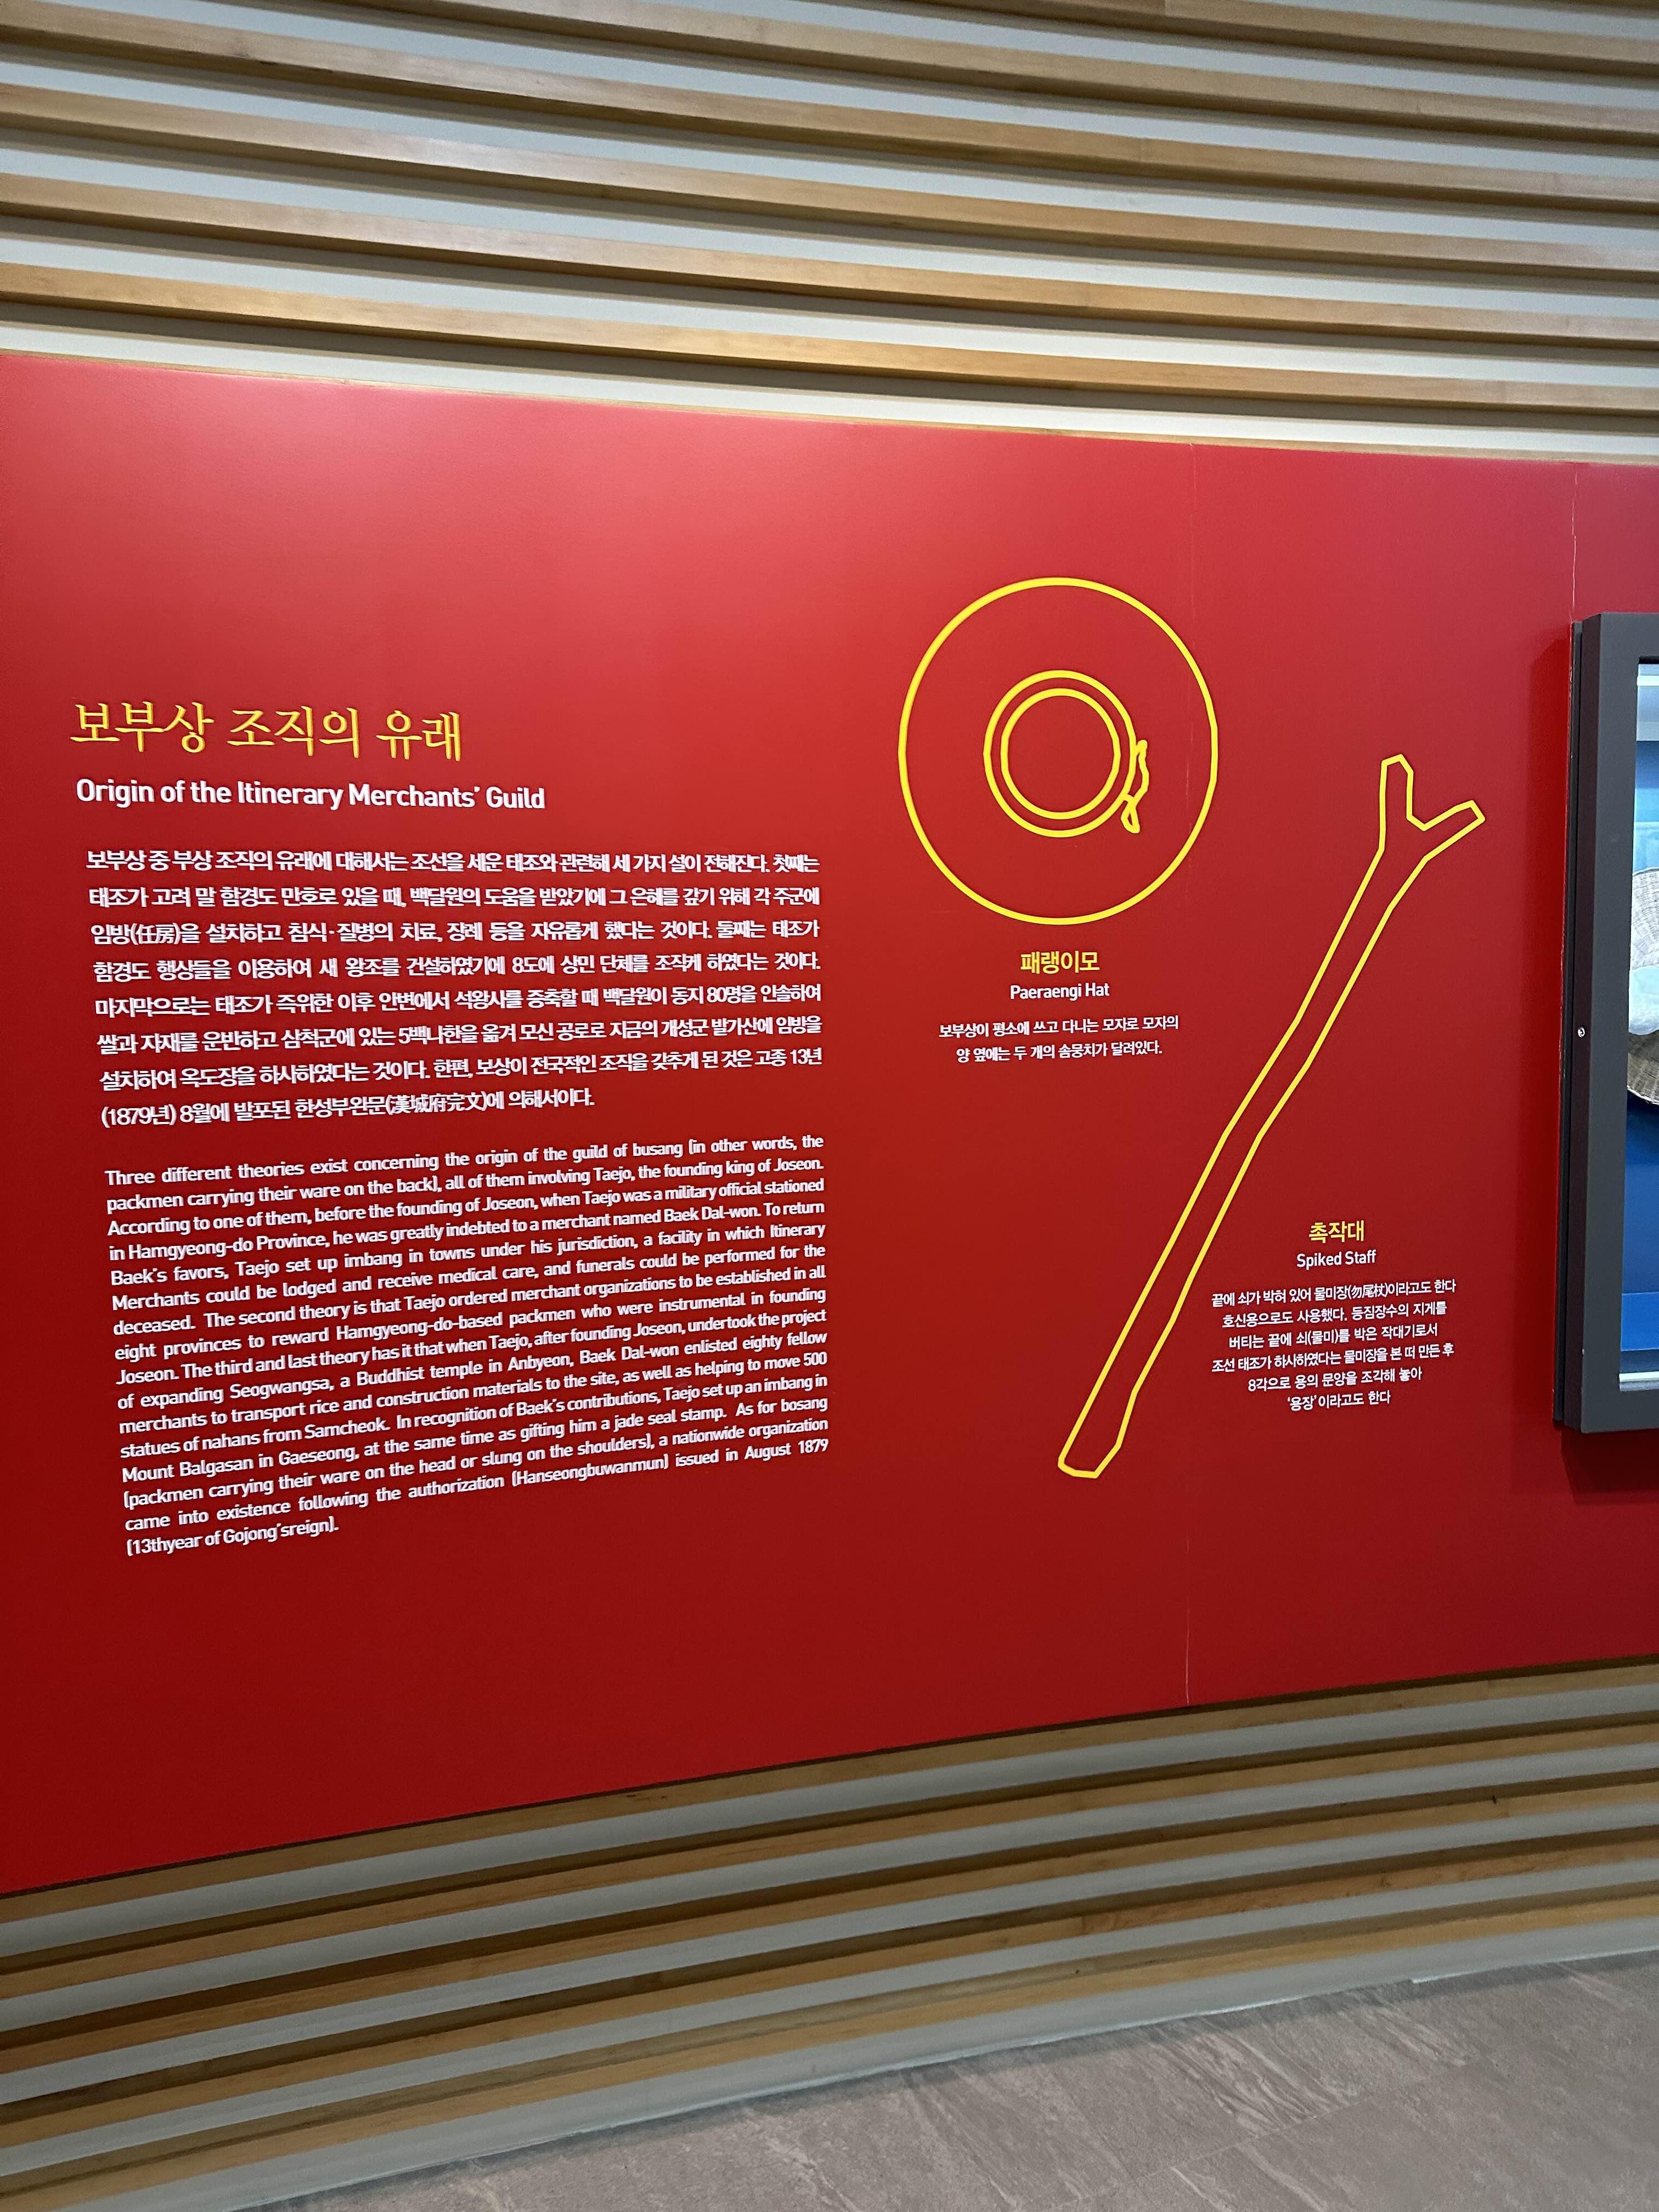 보부상 조직의 유래
Origin of the Itinerary Merchants' Guild
보부상 중 부상 조직의 유래에 대해서는 조선을 세운 태조와 관련해 세 가지 설이 전해진다. 첫째는
태조가 고려 말 함경도 만호로 있을 때, 백달원의 도움을 받았기에 그 은혜를 갚기 위해 각 주군에
임방(任房)을 설치하고 침식·질병의 치료, 장례 등을 자유롭게 했다는 것이다. 둘째는 태조가
함경도 행상들을 이용하여 새 왕조를 건설하였기에 8도에 상민 단체를 조직케 하였다는 것이다.
마지막으로는 태조가 즉위한 이후 안변에서 석왕사를 증축할 때 백달원이 동지 80명을 인솔하여
쌀과 자재를 운반하고 삼척군에 있는 5백나한을 옮겨 모신 공로로 지금의 개성군 발가산에 임방을
설치하여 옥도장을 하사하였다는 것이다. 한편, 보상이 전국적인 조직을 갖추게 된 것은 고종 13년
(1879년) 8월에 발포된 한성부완문(漢城府完文)에 의해서이다.
Three different theories exist concerning the origin of the guild of busang (in other words, the
packmen carrying their ware on the back), all of them involving Taejo, the founding king of Joseon.
According to one of them, before the founding of Joseon, when Taejo was a military official stationed
in Hamgyeong-do Province, he was greatly indebted to a merchant named Baek Dal-won. To return
Baek's favors, Taejo set up imbang in towns under his jurisdiction, a facility in which Itinerary
Merchants could be lodged and receive medical care, and funerals could be performed for the
deceased. The second theory is that Taejo ordered merchant organizations to be established in all
eight provinces to reward Hamgyeong-do-based packmen who were instrumental in founding
Joseon. The third and last theory has it that when Taejo, after founding Joseon, undertook the project
of expanding Seogwangsa, a Buddhist temple in Anbyeon, Baek Dal-won enlisted eighty fellow
merchants to transport rice and construction materials to the site, as well as helping to move 500
statues of nahans from Samcheok. In recognition of Baek's contributions, Taejo set up an imbang in
Mount Balgasan in Gaeseong, at the same time as gifting him a jade seal stamp. As for bosang
(packmen carrying their ware on the head or slung on the shoulders), a nationwide organization
came into existence following the authorization (Hanseongbuwanmun) issued in August 1879
(13thyear of Gojong'sreign).
패랭이모
Paeraengi Hat
보부상이 평소에 쓰고 다니는 모자로 모자의
양 옆에는 두 개의 솜뭉치가 달려있다.
촉작대
Spiked Staff
끝에 쇠가 박혀 있어 물미장(勿尾杖)이라고도 한다
호신용으로도 사용했다. 등짐장수의 지게를
버티는 끝에 쇠(물미)를 박은 작대기로서
조선 태조가 하사하였다는 물미장을 본 떠 만든 후
8각으로 용의 문양을 조각해 놓아
'용장' 이라고도 한다